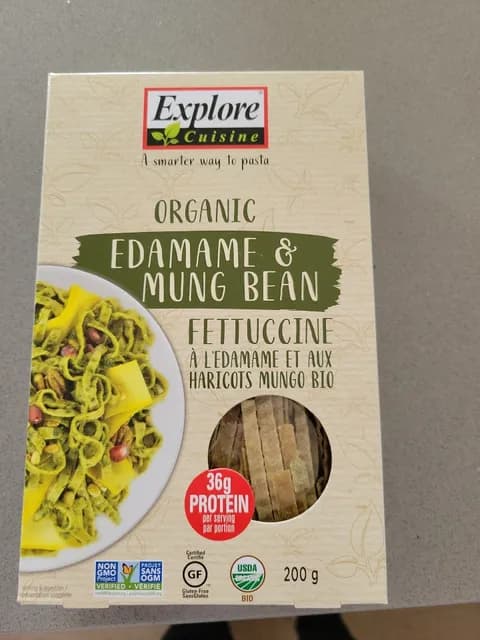 Explore
Cuisine
A smarter way to pasta
ORGANIC
EDAMAME &
MUNG BEAN
FETTUCCINE
À L'EDAMAME ET AUX
HARICOTS MUNGO BIO
36g
PROTEIN
per serving
par portion
NON
GMO
Project
VERIFIED
PROJET
SANS
OGM
VÉRIFIÉ
Certified
Certifié
GF
Gluten Free
Sans Gluten
USDA
ORGANIC
BIO
200 g